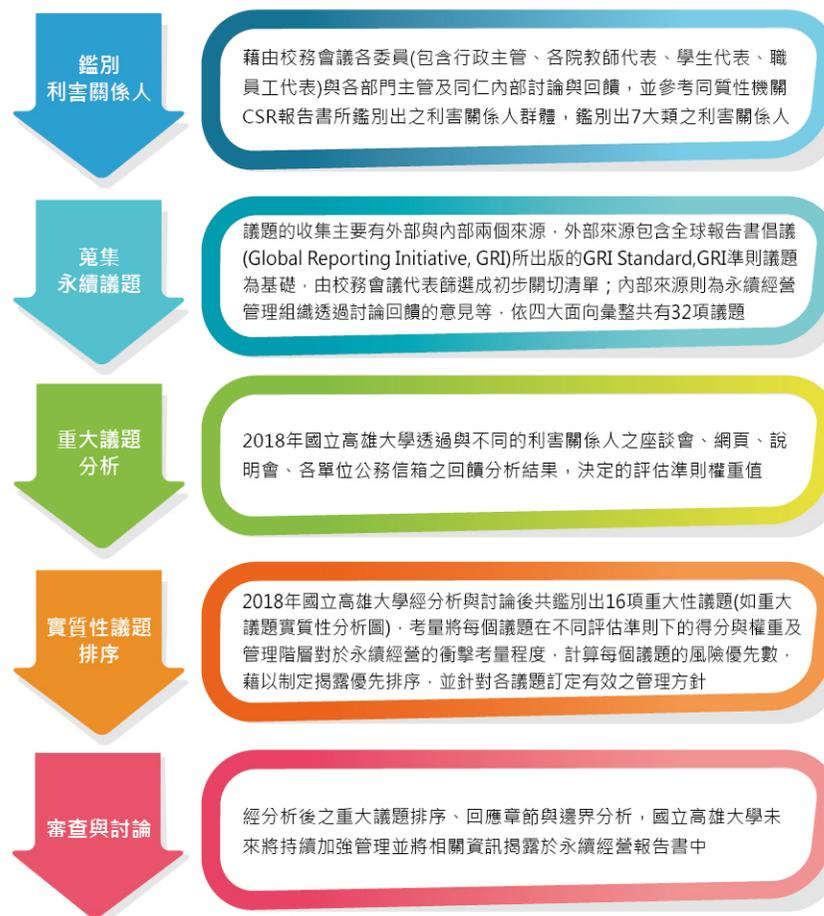 鑑別
利害關係人
藉由校務會議各委員(包含行政主管、各院教師代表、學生代表、職
員工代表)與各部門主管及同仁內部討論與回饋，並參考同質性機關
CSR報告書所鑑別出之利害關係人群體，鑑別出7大類之利害關係人
蒐集
永續議題
議題的收集主要有外部與內部兩個來源，外部來源包含全球報告書倡議
(Global Reporting Initiative, GRI)所出版的GRI Standard,GRI準則議題
為基礎，由校務會議代表篩選成初步關切清單；內部來源則為永續經營
管理組織透過討論回饋的意見等，依四大面向彙整共有32項議題
重大議題
分析
2018年國立高雄大學透過與不同的利害關係人之座談會、網頁、說
明會、各單位公務信箱之回饋分析結果，決定的評估準則權重值
實質性議題
排序
2018年國立高雄大學經分析與討論後共鑑別出16項重大性議題(如重大
議題實質性分析圖)，考量將每個議題在不同評估準則下的得分與權重及
管理階層對於永續經營的衝擊考量程度，計算每個議題的風險優先數，
藉以制定揭露優先排序，並針對各議題訂定有效之管理方針
審查與討論
經分析後之重大議題排序、回應章節與邊界分析，國立高雄大學未
來將持續加強管理並將相關資訊揭露於永續經營報告書中